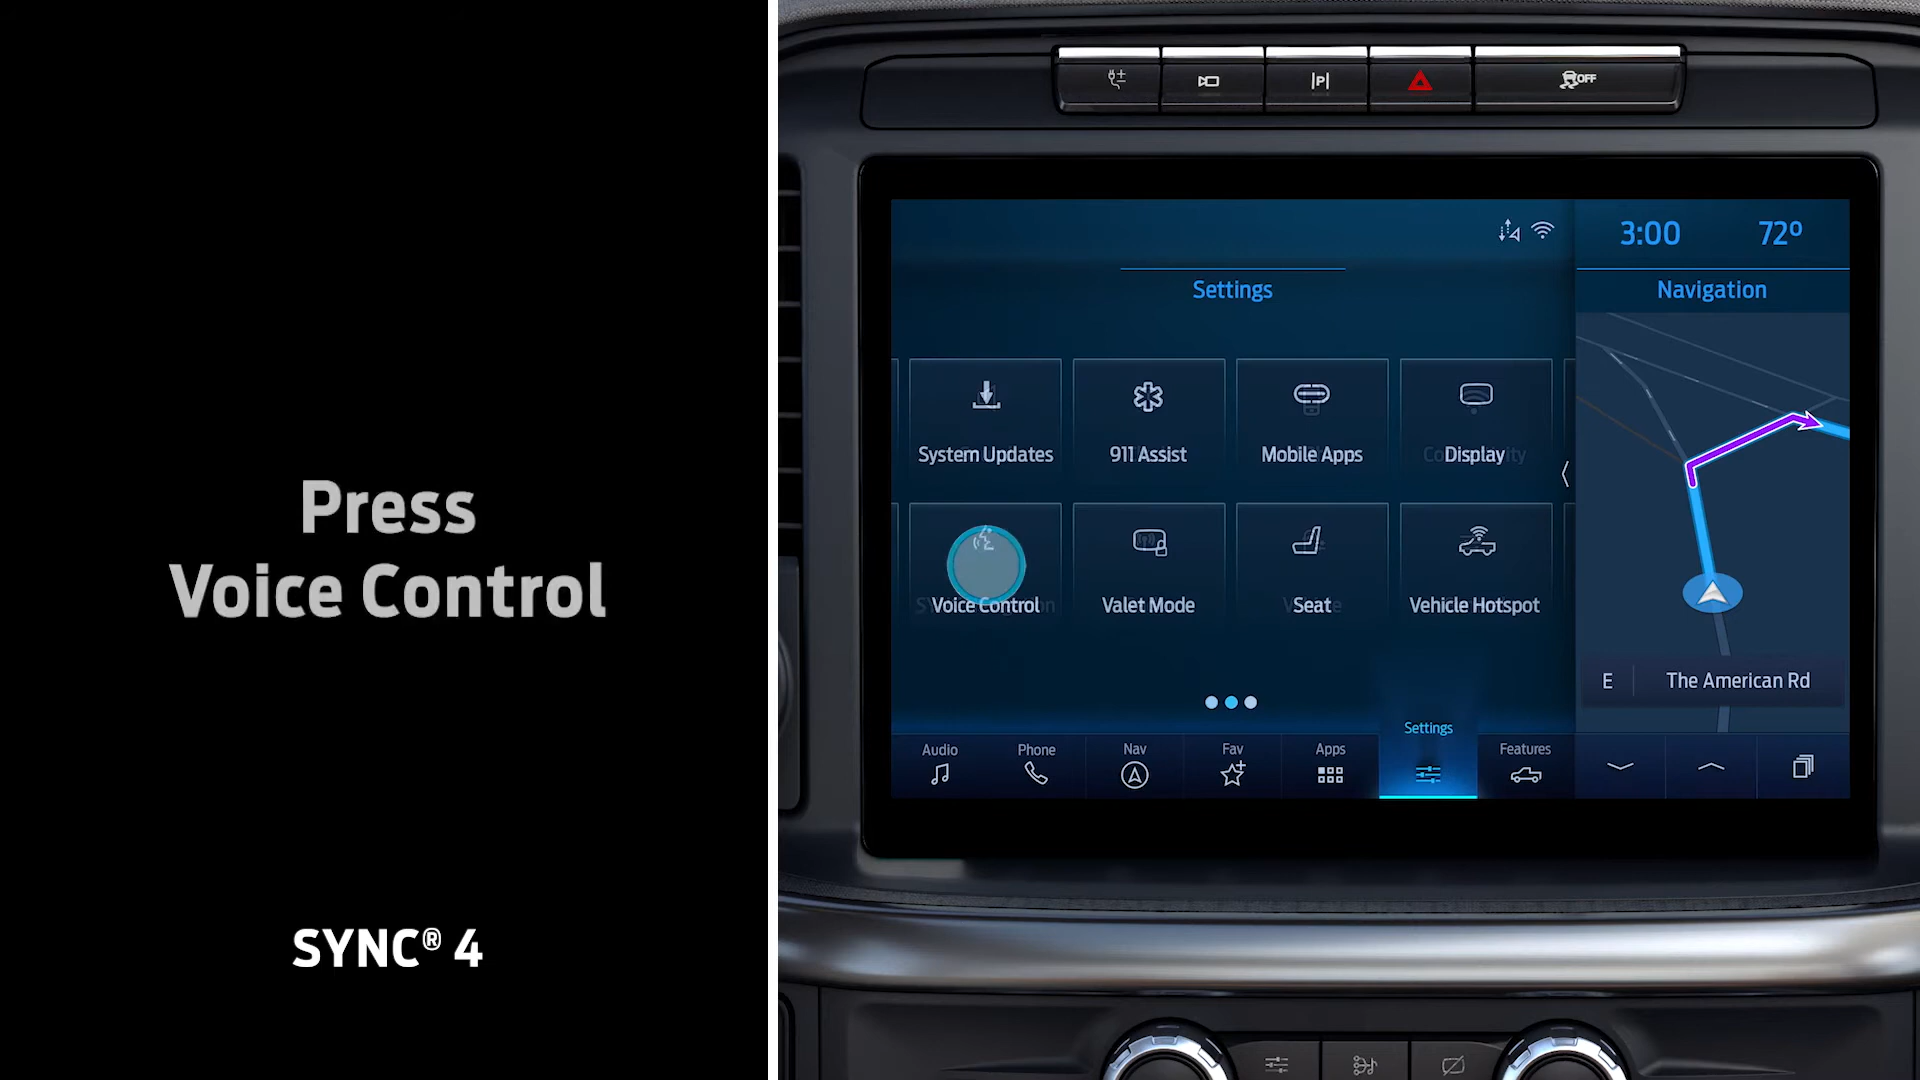 Press
Voice Control
SYNC® 4
P
OFF
3:00
72º
Settings
Navigation
System Updates
911 Assist
Mobile Apps
Display
Voice Control
Valet Mode
Seat
Vehicle Hotspot
E
The American Rd
Audio
Phone
Nav
Fav
Apps
Settings
Features